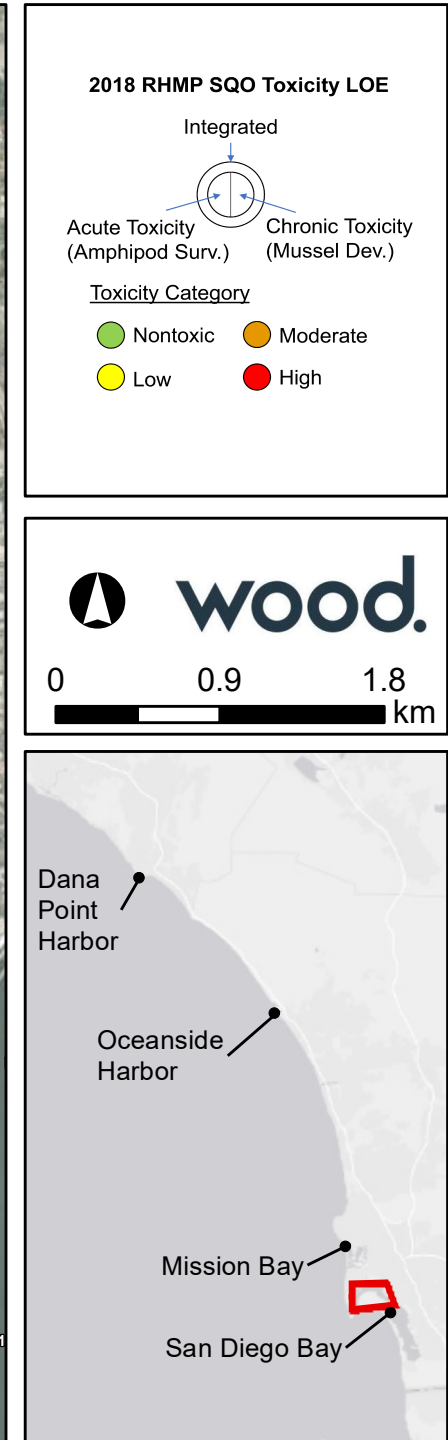 2018 RHMP SQO Toxicity LOE
Integrated
Acute Toxicity
(Amphipod Surv.)
Chronic Toxicity
(Mussel Dev.)
Toxicity Category
Nontoxic
Moderate
Low
High
wood.
0 0.9 1.8
km
Dana
Point
Harbor
Oceanside
Harbor
Mission Bay
San Diego Bay
1